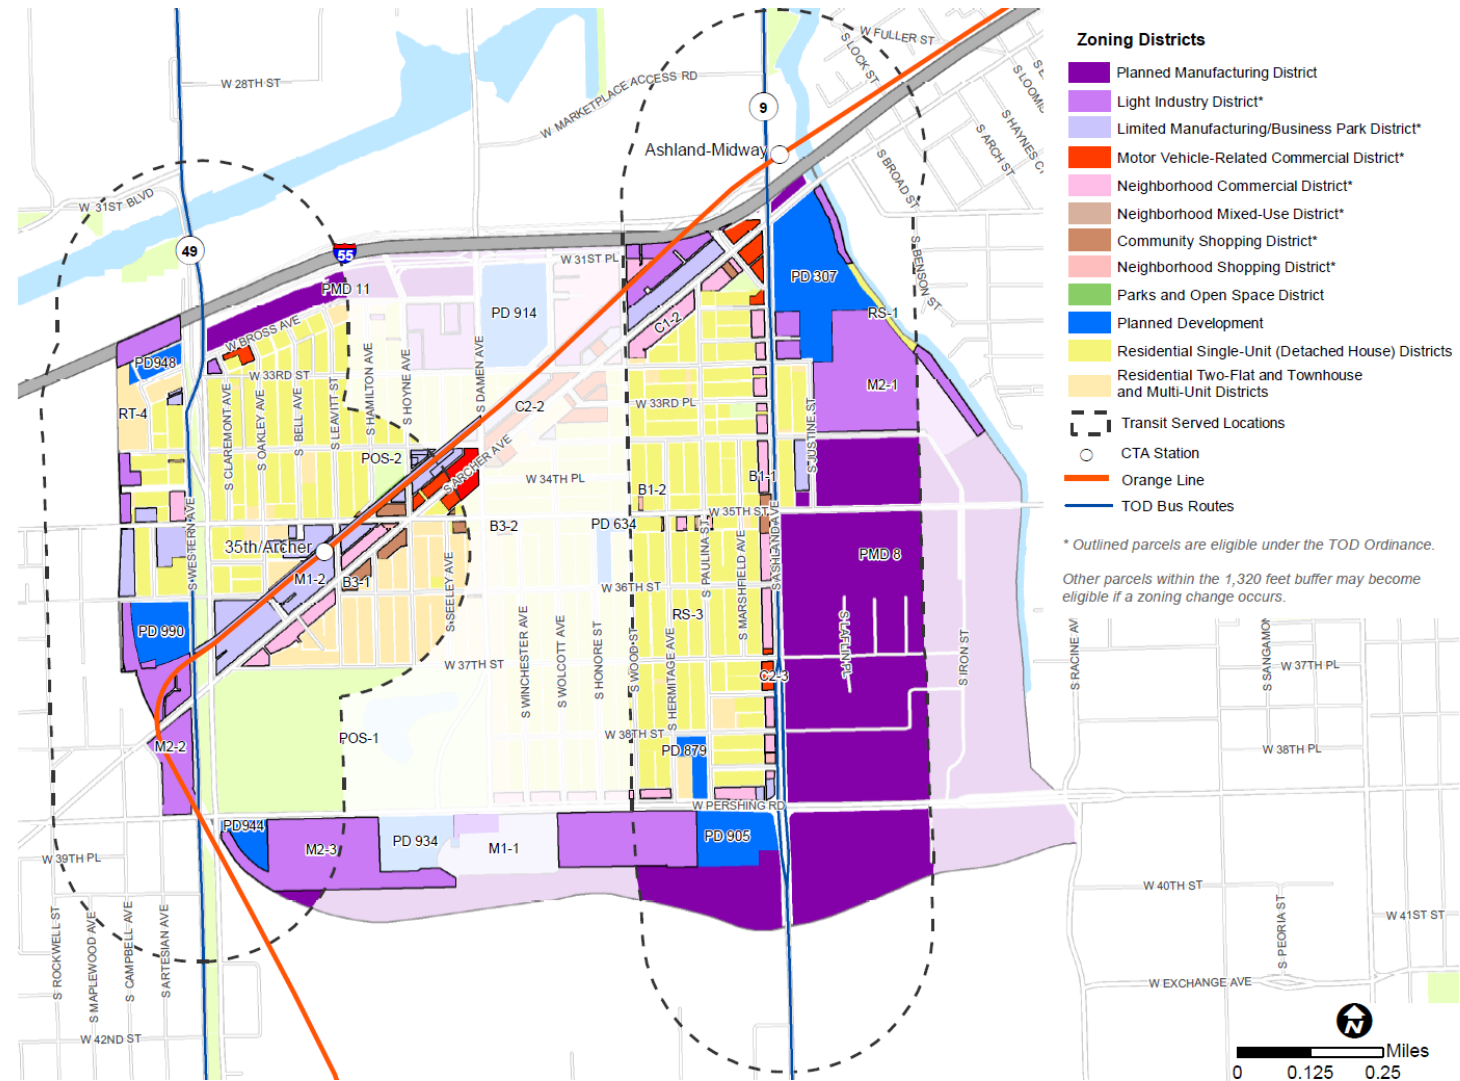 Zoning Districts
Planned Manufacturing District
Light Industry District*
Limited Manufacturing/Business Park District*
Motor Vehicle-Related Commercial District*
Neighborhood Commercial District*
Neighborhood Mixed-Use District*
Community Shopping District*
Neighborhood Shopping District*
Parks and Open Space District
Planned Development
Residential Single-Unit (Detached House) Districts
Residential Two-Flat and Townhouse
and Multi-Unit Districts
Transit Served Locations
CTA Station
Orange Line
TOD Bus Routes
* Outlined parcels are eligible under the TOD Ordinance.
Other parcels within the 1,320 feet buffer may become
eligible if a zoning change occurs.
W FULLER ST
S LOCK ST
W 28TH ST
W MARKETPLACE ACCESS RD
9
S ARCH ST
Ashland-Midway
S BROAD ST
W 31ST BLVD
49
55
W 31ST PL
S BENSON ST
PD 307
PMD 11
PD 914
RS-1
C1-2
W BROSS AVE
PD948
W 33RD ST
M2-1
RT-4
S CLAREMONT AVE
S OAKLEY AVE
S BELL AVE
S LEAVITT ST
S HAMILTON AVE
S HOYNE AVE
S DAMEN AVE
C2-2
W 33RD PL
S JUSTINE ST
POS-2
S ARCHER AVE
W 34TH PL
B1-2
B1-1
B3-2
PD 634
W 35TH ST
35th/Archer
S WESTERN AVE
M1-2
B3-1
PMD 8
S PAULINA ST
S MARSHFIELD AVE
S ASHLAND AVE
W 36TH ST
RS-3
S SEELEY AVE
S LAFLIN PL
PD 990
S WINCHESTER AVE
S WOLCOTT AVE
S HONORE ST
S WOOD ST
S HERMITAGE AVE
S IRON ST
S RACINE AV
S SANGAMON
W 37TH ST
W 37TH PL
C2-3
M2-2
POS-1
W 38TH ST
PD 879
W 38TH PL
W PERSHING RD
PD944
M2-3
PD 934
M1-1
PD 905
W 39TH PL
W 40TH ST
S ROCKWELL ST
S MAPLEWOOD AVE
S CAMPBELL AVE
S ARTESIAN AVE
S PEORIA ST
W 41ST ST
W EXCHANGE AVE
W 42ND ST
N
Miles
0 0.125 0.25